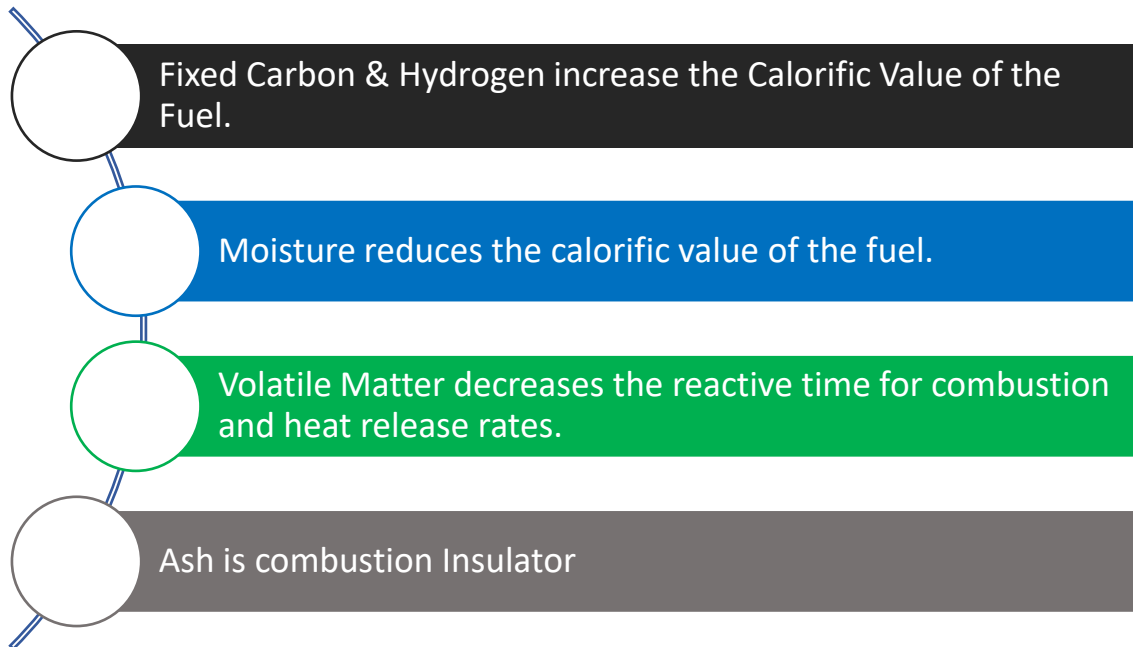 Fixed Carbon & Hydrogen increase the Calorific Value of the
Fuel.
Moisture reduces the calorific value of the fuel.
Volatile Matter decreases the reactive time for combustion
and heat release rates.
Ash is combustion Insulator